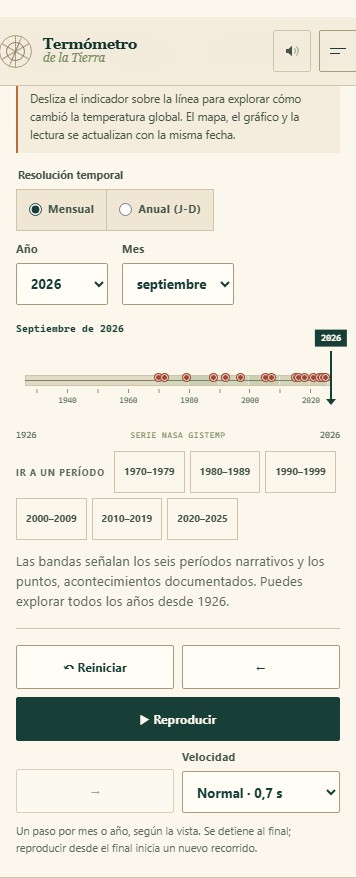 Termómetro
de la Tierra
Desliza el indicador sobre la línea para explorar cómo
cambió la temperatura global. El mapa, el gráfico y la
lectura se actualizan con la misma fecha.
Resolución temporal
Mensual
Anual (J-D)
Año
Mes
2026
septiembre
Septiembre de 2026
2026
1940
1960
1980
2000
2020
1926
SERIE NASA GISTEMP
2026
IR A UN PERÍODO
1970–1979
1980–1989
1990–1999
2000–2009
2010–2019
2020–2025
Las bandas señalan los seis períodos narrativos y los
puntos, acontecimientos documentados. Puedes
explorar todos los años desde 1926.
↶ Reiniciar
←
▶ Reproducir
Velocidad
→
Normal · 0,7 s
Un paso por mes o año, según la vista. Se detiene al final;
reproducir desde el final inicia un nuevo recorrido.